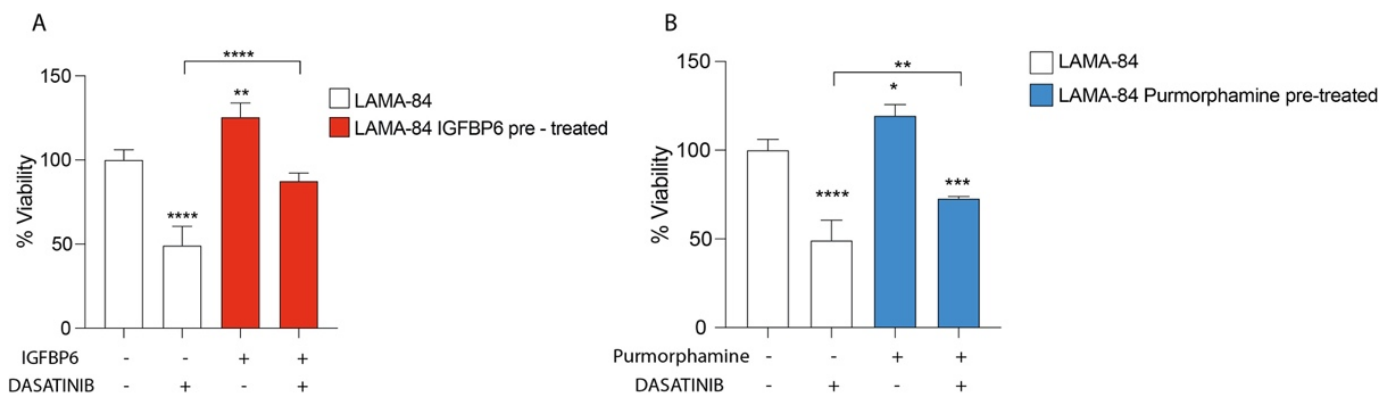 A
****
150
**
LAMA-84
LAMA-84 IGFBP6 pre - treated
100
% Viability
****
50
0
IGFBP6 - - + +
DASATINIB - + - +
B
150
**
LAMA-84
*
LAMA-84 Purmorphamine pre-treated
100
% Viability
****
***
50
0
Purmorphamine - - + +
DASATINIB - + - +